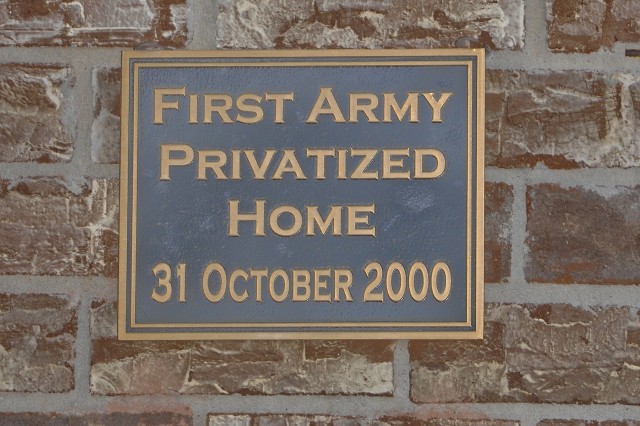 First Army
Privatized
Home
31 October 2000